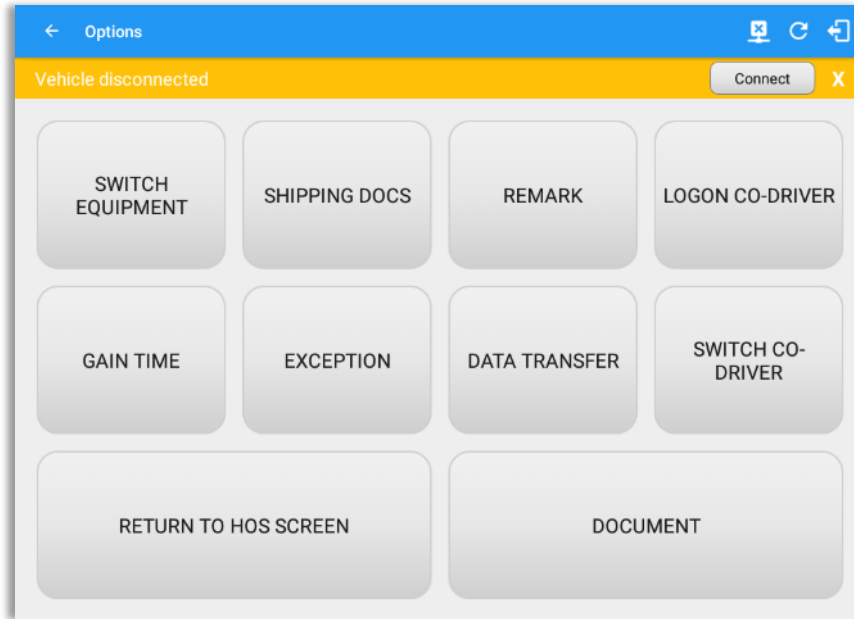 Options
Vehicle disconnected
Connect
X
SWITCH
EQUIPMENT
SHIPPING DOCS
REMARK
LOGON CO-DRIVER
GAIN TIME
EXCEPTION
DATA TRANSFER
SWITCH CO-
DRIVER
RETURN TO HOS SCREEN
DOCUMENT